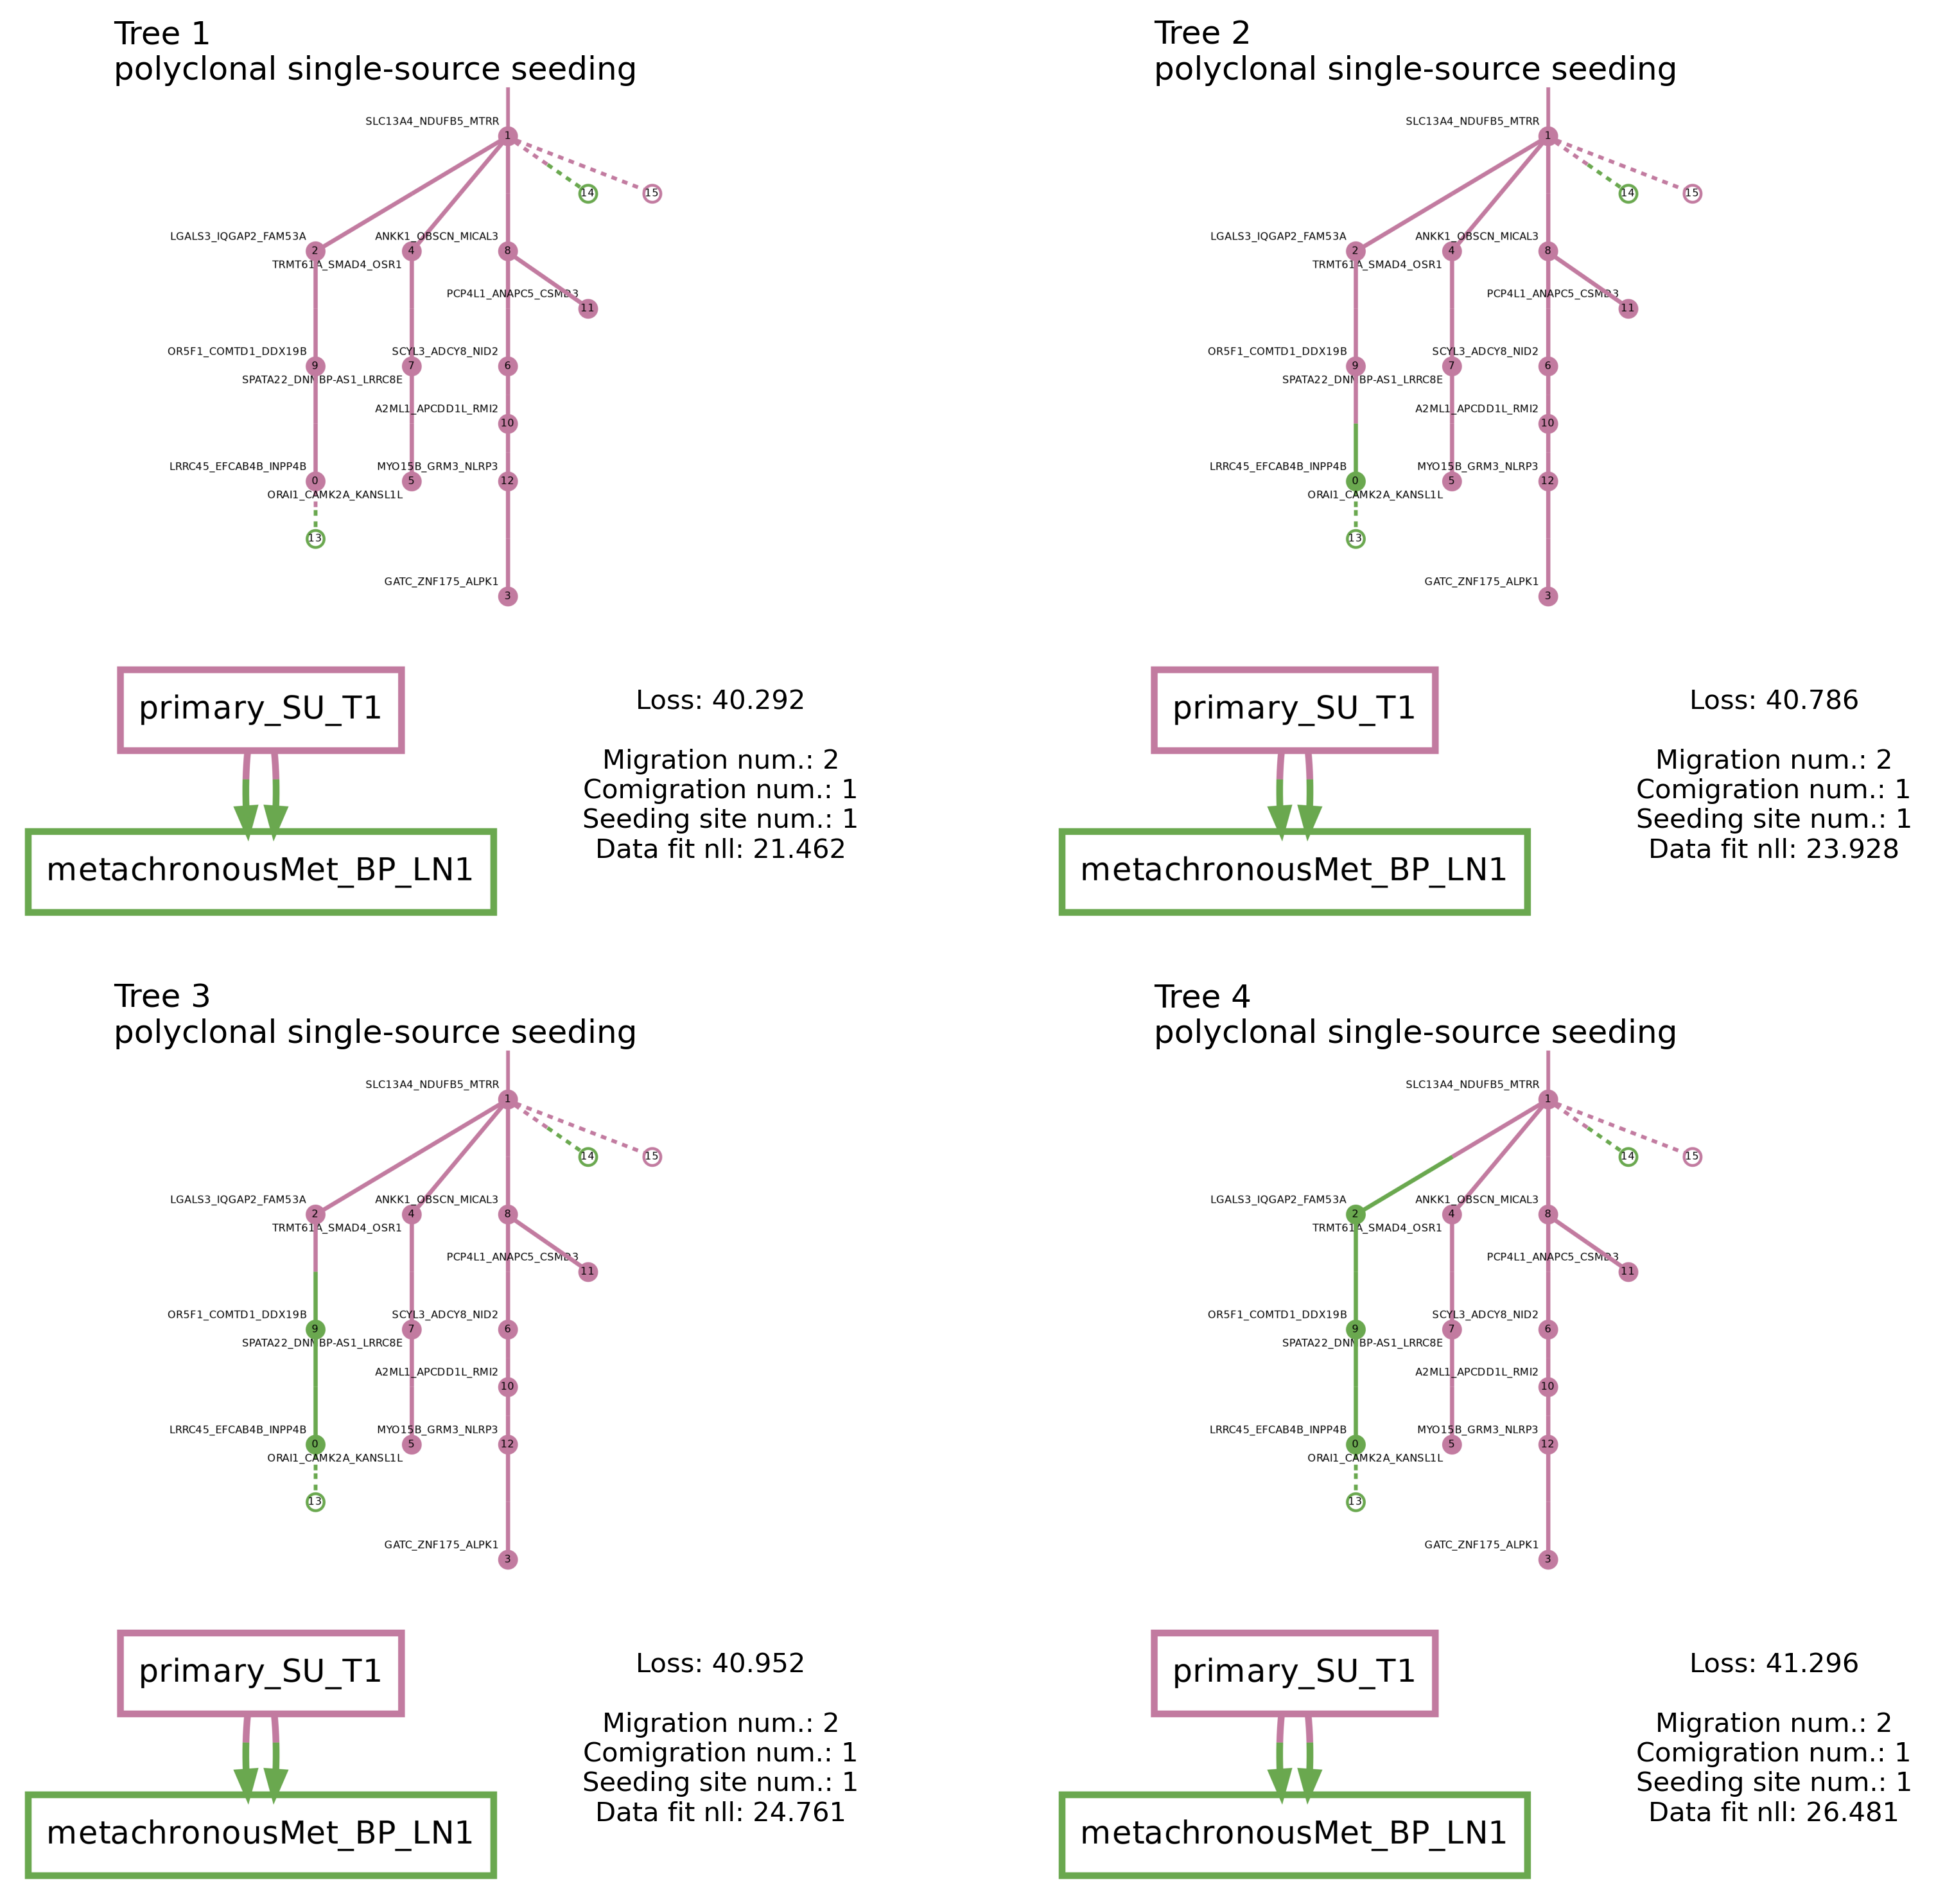 Tree 1
polyclonal single-source seeding
SLC13A4_NDUFB5_MTRR
1
14
15
LGALS3_IQGAP2_FAM53A
2
ANKK1_OBSCN_MICAL3
4
8
TRMT61A_SMAD4_OSR1
PCP4L1_ANAPC5_CSMD3
11
OR5F1_COMTD1_DDX19B
9
SCYL3_ADCY8_NID2
7
6
SPATA22_DNMBP-AS1_LRRC8E
A2ML1_APCDD1L_RMI2
10
LRRC45_EFCAB4B_INPP4B
0
MYO15B_GRM3_NLRP3
5
12
ORAI1_CAMK2A_KANSL1L
13
GATC_ZNF175_ALPK1
3
primary_SU_T1
metachronousMet_BP_LN1
Loss: 40.292
Migration num.: 2
Comigration num.: 1
Seeding site num.: 1
Data fit nll: 21.462
Tree 2
polyclonal single-source seeding
SLC13A4_NDUFB5_MTRR
1
14
15
LGALS3_IQGAP2_FAM53A
2
ANKK1_OBSCN_MICAL3
4
8
TRMT61A_SMAD4_OSR1
PCP4L1_ANAPC5_CSMD3
11
OR5F1_COMTD1_DDX19B
9
SCYL3_ADCY8_NID2
7
6
SPATA22_DNMBP-AS1_LRRC8E
A2ML1_APCDD1L_RMI2
10
LRRC45_EFCAB4B_INPP4B
0
MYO15B_GRM3_NLRP3
5
12
ORAI1_CAMK2A_KANSL1L
13
GATC_ZNF175_ALPK1
3
primary_SU_T1
metachronousMet_BP_LN1
Loss: 40.786
Migration num.: 2
Comigration num.: 1
Seeding site num.: 1
Data fit nll: 23.928
Tree 3
polyclonal single-source seeding
SLC13A4_NDUFB5_MTRR
1
14
15
LGALS3_IQGAP2_FAM53A
2
ANKK1_OBSCN_MICAL3
4
8
TRMT61A_SMAD4_OSR1
PCP4L1_ANAPC5_CSMD3
11
OR5F1_COMTD1_DDX19B
9
SCYL3_ADCY8_NID2
7
6
SPATA22_DNMBP-AS1_LRRC8E
A2ML1_APCDD1L_RMI2
10
LRRC45_EFCAB4B_INPP4B
0
MYO15B_GRM3_NLRP3
5
12
ORAI1_CAMK2A_KANSL1L
13
GATC_ZNF175_ALPK1
3
primary_SU_T1
metachronousMet_BP_LN1
Loss: 40.952
Migration num.: 2
Comigration num.: 1
Seeding site num.: 1
Data fit nll: 24.761
Tree 4
polyclonal single-source seeding
SLC13A4_NDUFB5_MTRR
1
14
15
LGALS3_IQGAP2_FAM53A
2
ANKK1_OBSCN_MICAL3
4
8
TRMT61A_SMAD4_OSR1
PCP4L1_ANAPC5_CSMD3
11
OR5F1_COMTD1_DDX19B
9
SCYL3_ADCY8_NID2
7
6
SPATA22_DNMBP-AS1_LRRC8E
A2ML1_APCDD1L_RMI2
10
LRRC45_EFCAB4B_INPP4B
0
MYO15B_GRM3_NLRP3
5
12
ORAI1_CAMK2A_KANSL1L
13
GATC_ZNF175_ALPK1
3
primary_SU_T1
metachronousMet_BP_LN1
Loss: 41.296
Migration num.: 2
Comigration num.: 1
Seeding site num.: 1
Data fit nll: 26.481